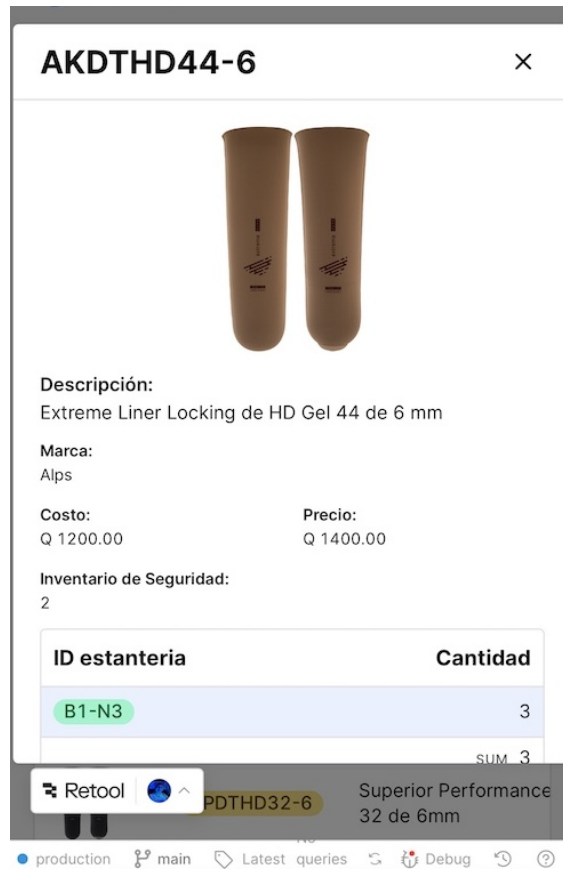 AKDTHD44-6
Descripción:
Extreme Liner Locking de HD Gel 44 de 6 mm
Marca:
Alps
Costo:
Precio:
Q 1200.00
Q 1400.00
Inventario de Seguridad:
2
ID estanteria
Cantidad
B1-N3
3
SUM 3
Retool
PDTHD32-6
Superior Performance
32 de 6mm
production
main
Latest queries
Debug